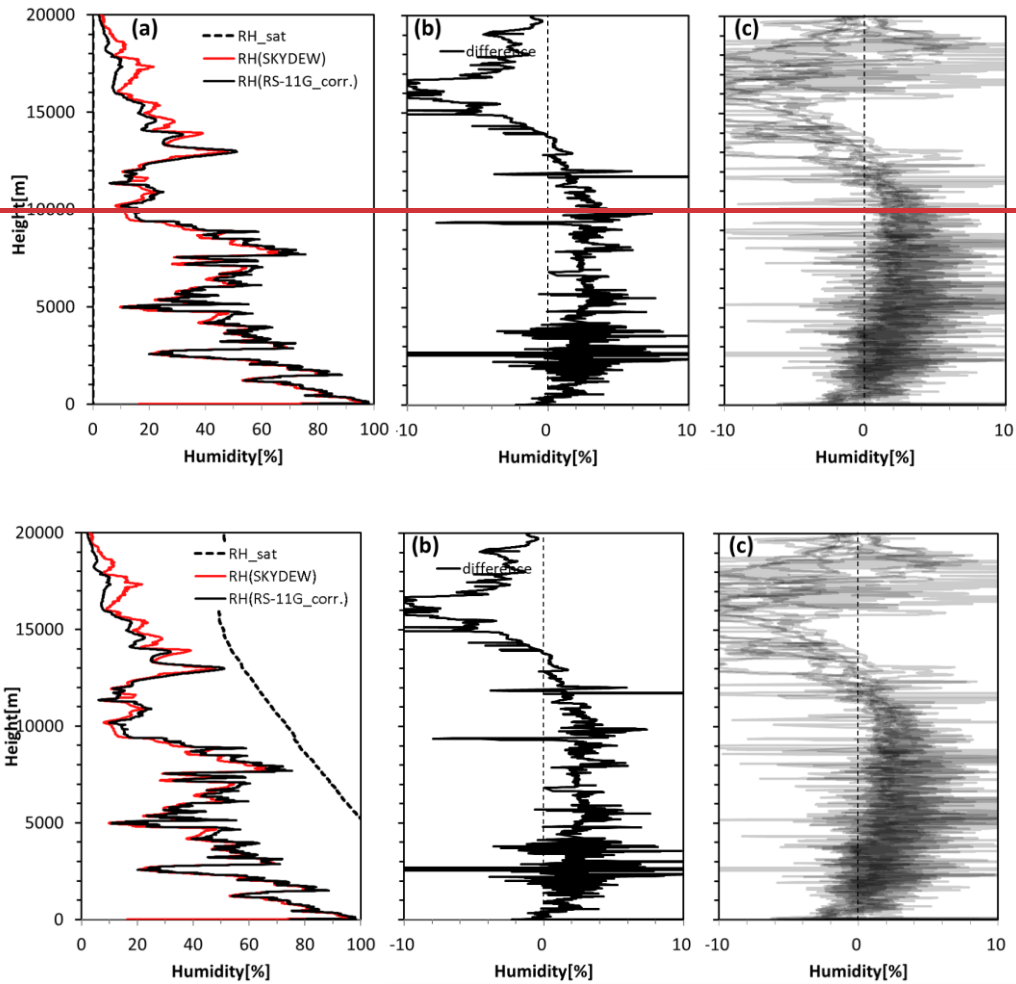 (a)
RH_sat
RH(SKYDEW)
RH(RS-11G_corr.)
20000
15000
10000
5000
0
Height[m]
0 20 40 60 80 100
Humidity[%]
(b)
difference
-10 0 10
Humidity[%]
(c)
-10 0 10
Humidity[%]
20000
15000
10000
5000
0
Height[m]
RH_sat
RH(SKYDEW)
RH(RS-11G_corr.)
0 20 40 60 80 100
Humidity[%]
(b)
difference
-10 0 10
Humidity[%]
(c)
-10 0 10
Humidity[%]